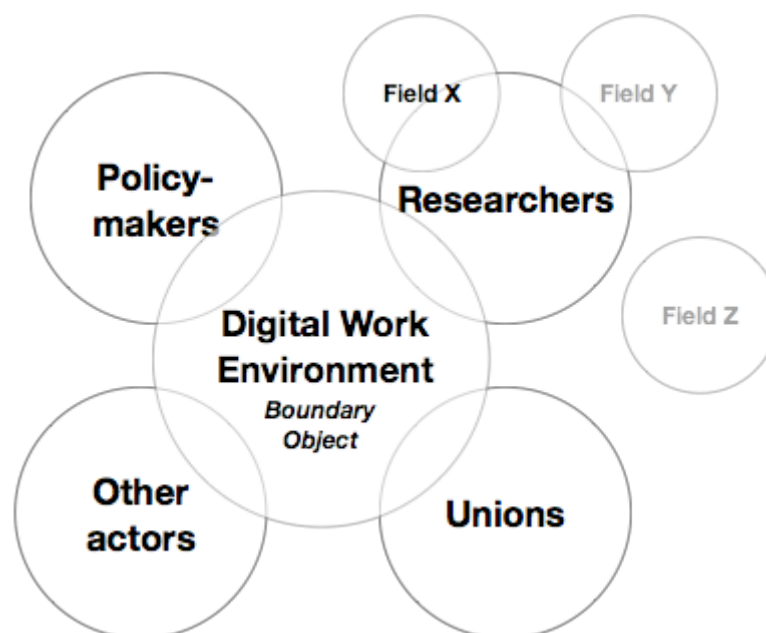 Field X
Field Y
Policy-
makers
Researchers
Digital Work
Environment
Boundary
Object
Field Z
Other
actors
Unions